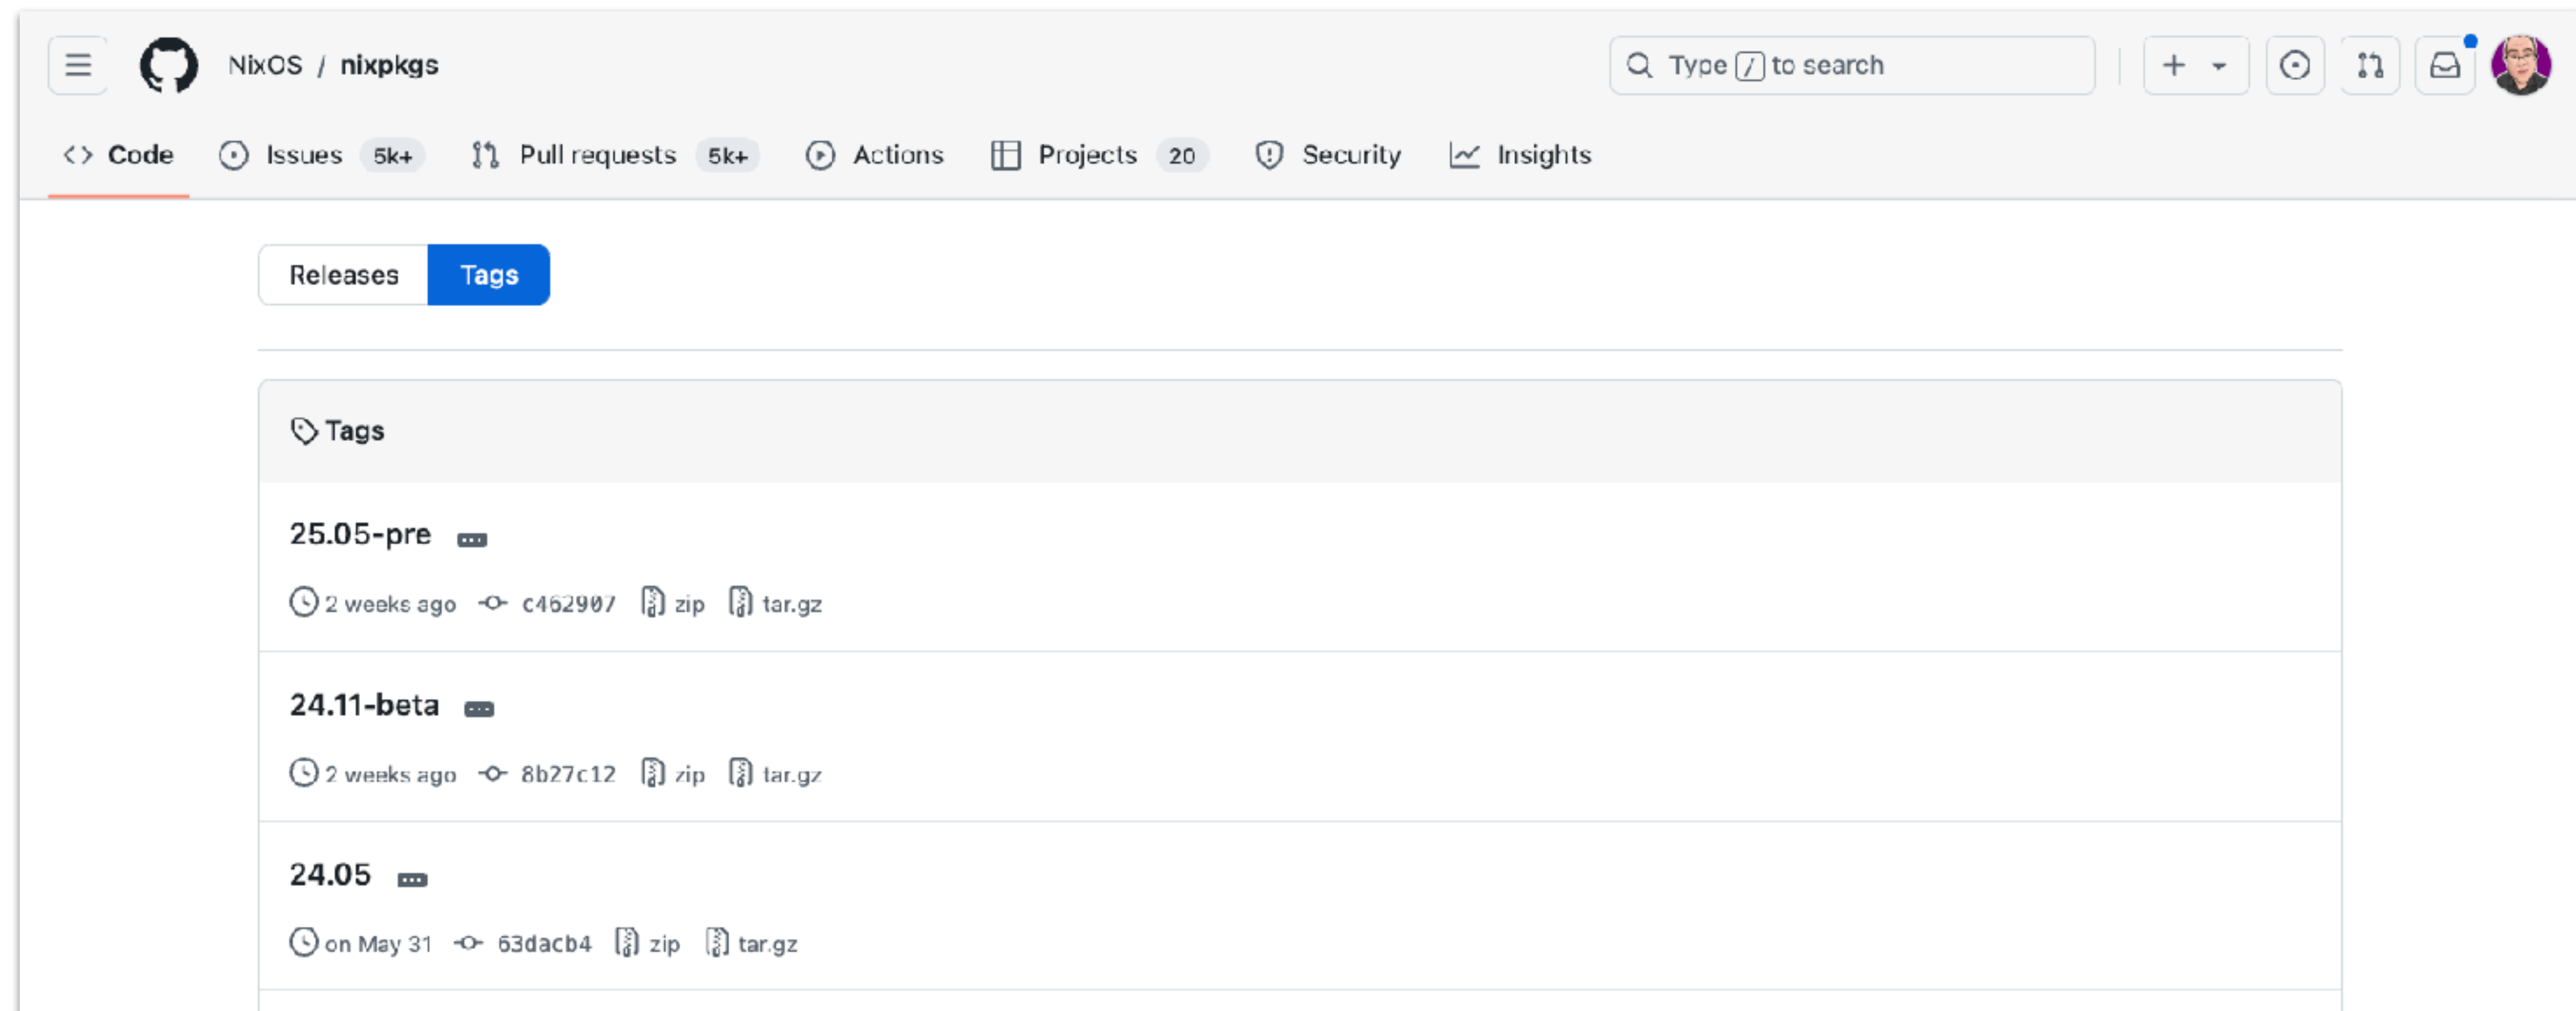 NixOS / nixpkgs
Type / to search
Code Issues 5k+ Pull requests 5k+ Actions Projects 20 Security Insights
Releases Tags
Tags
25.05-pre
2 weeks ago c462907 zip tar.gz
24.11-beta
2 weeks ago 8b27c12 zip tar.gz
24.05
on May 31 63dacb4 zip tar.gz